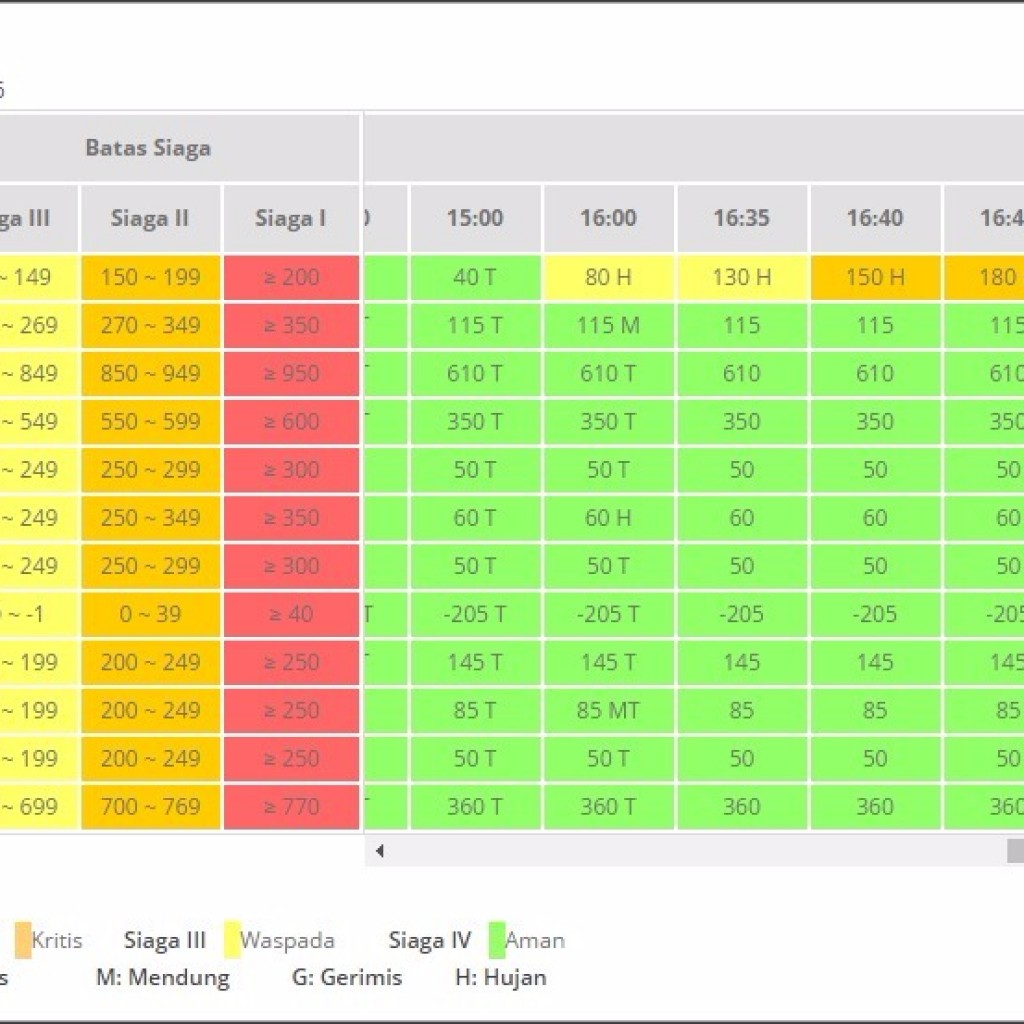 Batas Siaga
Siaga II Siaga I 15:00 16:00 16:35 16:40
~ 149 150 ~ 199 ≥ 200 40 T 80 H 130 H 150 H 180
~ 269 270 ~ 349 ≥ 350 115 T 115 M 115 115 115
~ 849 850 ~ 949 ≥ 950 610 T 610 T 610 610 610
~ 549 550 ~ 599 ≥ 600 350 T 350 T 350 350 350
~ 249 250 ~ 299 ≥ 300 50 T 50 T 50 50 50
~ 249 250 ~ 349 ≥ 350 60 T 60 H 60 60 60
~ 249 250 ~ 299 ≥ 300 50 T 50 T 50 50 50
~ -1 0 ~ 39 ≥ 40 -205 T -205 T -205 -205 -205
~ 199 200 ~ 249 ≥ 250 145 T 145 T 145 145 145
~ 199 200 ~ 249 ≥ 250 85 T 85 MT 85 85 85
~ 199 200 ~ 249 ≥ 250 50 T 50 T 50 50 50
~ 699 700 ~ 769 ≥ 770 360 T 360 T 360 360 360
Kritis Siaga III Waspada Siaga IV Aman
M: Mendung G: Gerimis H: Hujan